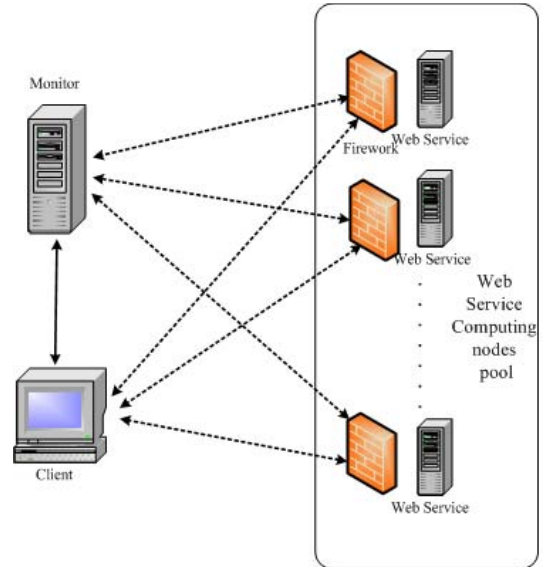 Monitor
Web Service
Firework
Web Service
Web
Service
Computing
nodes
pool
Client
Web Service